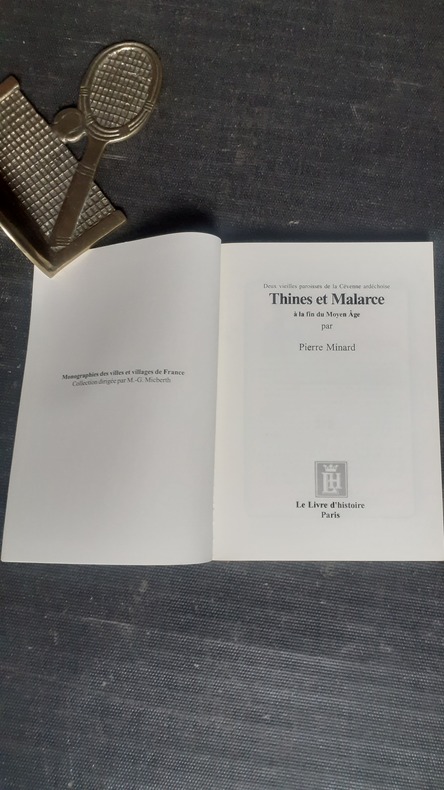 Monographies des villes et villages de France
Collection dirigée par M.-G. Micberth
Deux vieilles paroisses de la Cévenne ardéchoise
Thines et Malarce
à la fin du Moyen Âge
par
Pierre Minard
Le Livre d'histoire
Paris